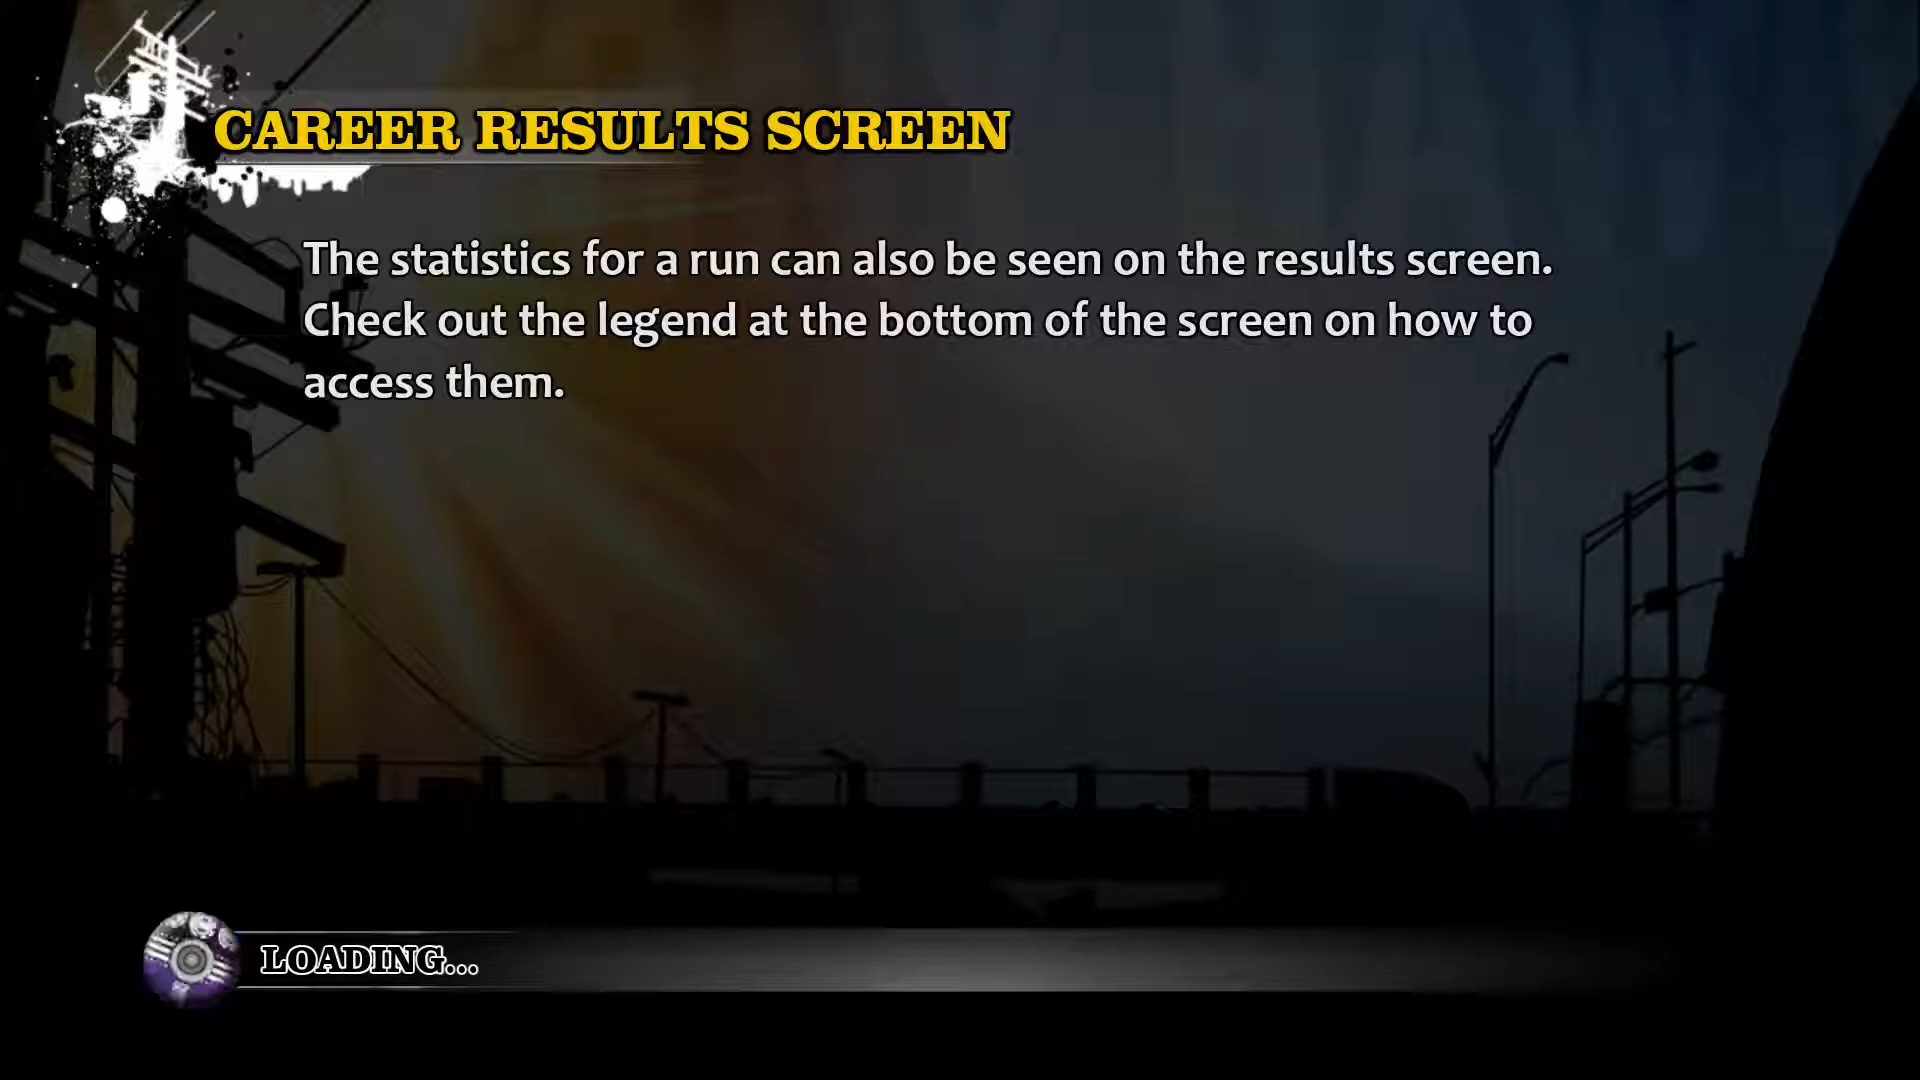 CAREER RESULTS SCREEN
The statistics for a run can also be seen on the results screen.
Check out the legend at the bottom of the screen on how to
access them.
LOADING...